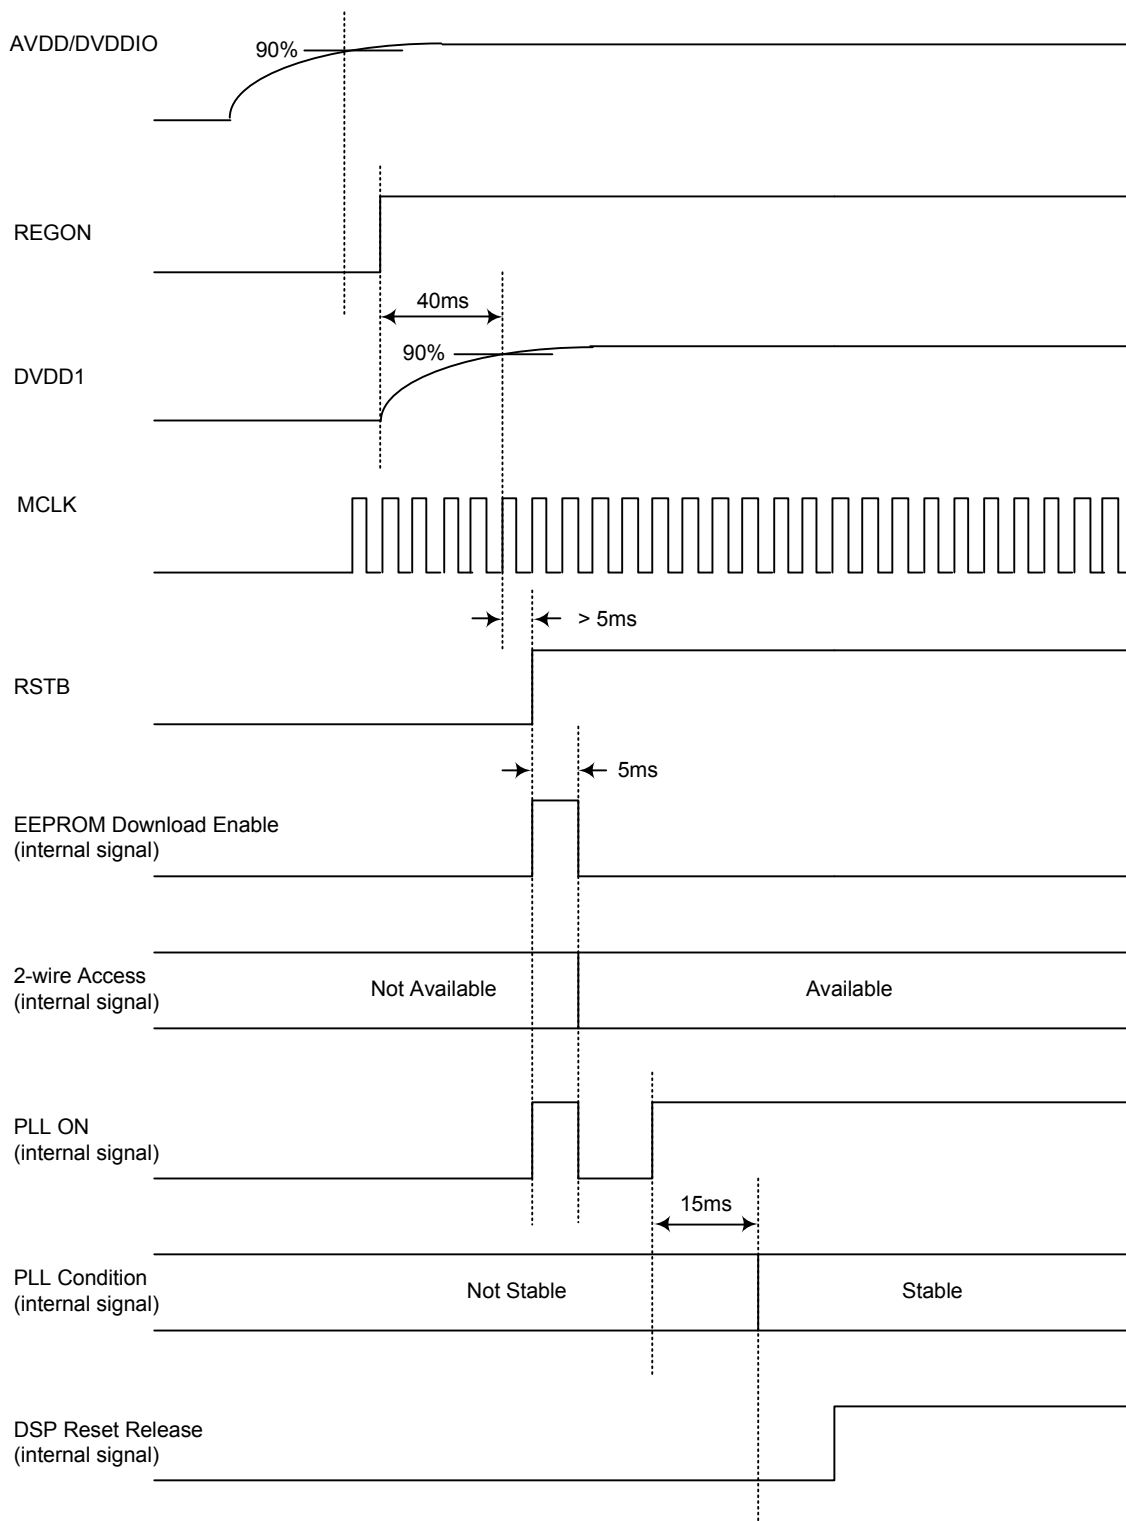 AVDD/DVDDIO
90%
REGON
40ms
90%
DVDD1
MCLK
> 5ms
RSTB
5ms
EEPROM Download Enable
(internal signal)
2-wire Access
(internal signal)
Not Available
Available
PLL ON
(internal signal)
15ms
PLL Condition
(internal signal)
Not Stable
Stable
DSP Reset Release
(internal signal)